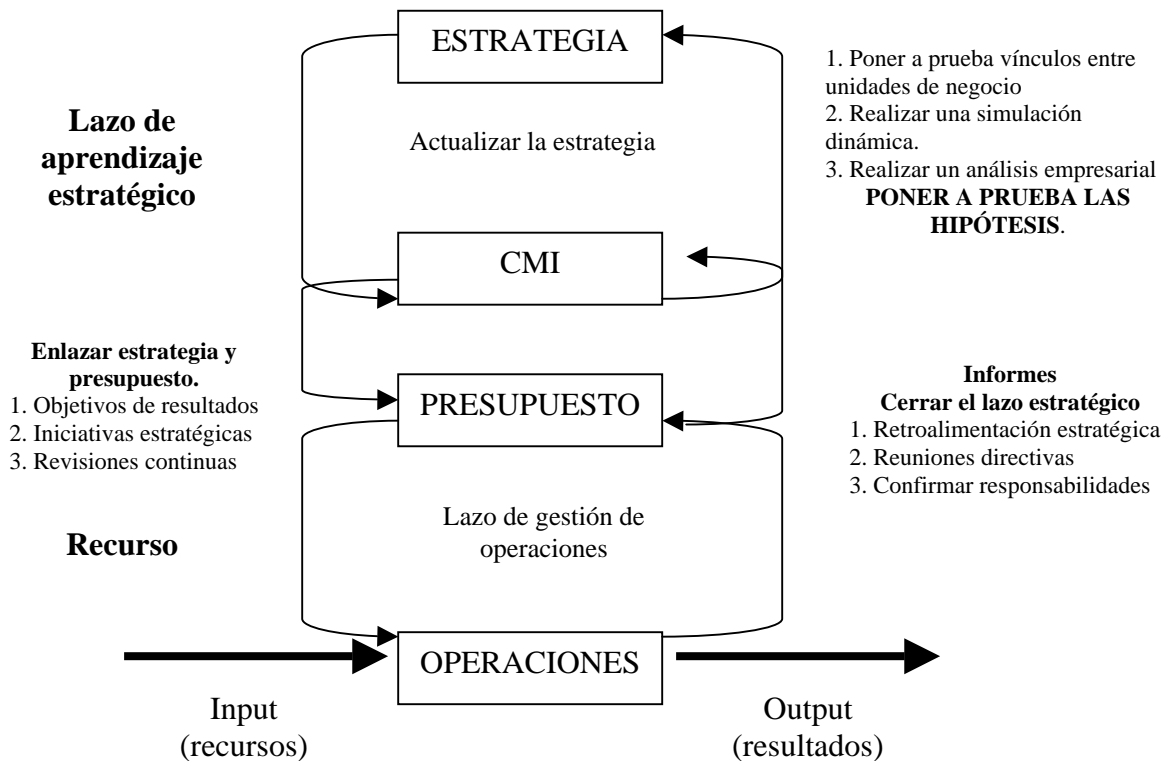 ESTRATEGIA
1. Poner a prueba vínculos entre
unidades de negocio
2. Realizar una simulación
dinámica.
3. Realizar un análisis empresarial
PONER A PRUEBA LAS
HIPÓTESIS.
Lazo de
aprendizaje
estratégico
Actualizar la estrategia
CMI
Enlazar estrategia y
presupuesto.
1. Objetivos de resultados
2. Iniciativas estratégicas
3. Revisiones continuas
PRESUPUESTO
Informes
Cerrar el lazo estratégico
1. Retroalimentación estratégica
2. Reuniones directivas
3. Confirmar responsabilidades
Recurso
Lazo de gestión de
operaciones
OPERACIONES
Input
(recursos)
Output
(resultados)